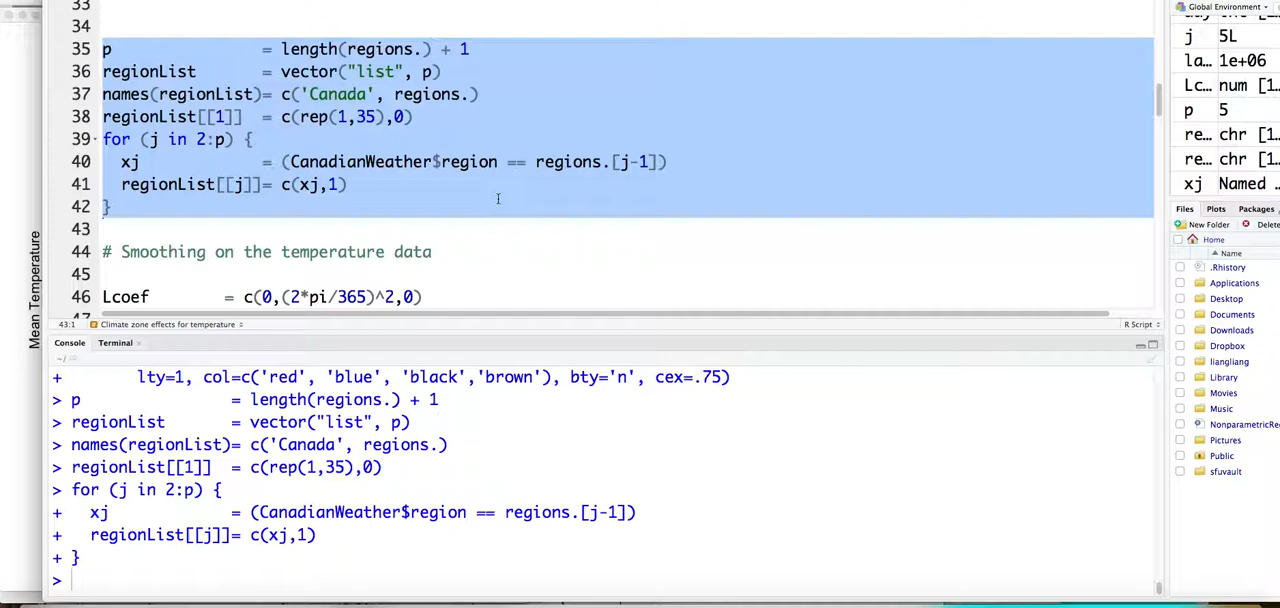 33
34
35 p = length(regions.) + 1
36 regionList = vector("list", p)
37 names(regionList)= c('Canada', regions.)
38 regionList[[1]] = c(rep(1,35),0)
39 for (j in 2:p) {
40 xj = (CanadianWeather$region == regions.[j-1])
41 regionList[[j]]= c(xj,1)
42 }
43
44 # Smoothing on the temperature data
45
46 Lcoef = c(0,(2*pi/365)^2,0)
43:1 Climate zone effects for temperature R Script
Console Terminal
~/
+ lty=1, col=c('red', 'blue', 'black','brown'), bty='n', cex=.75)
> p = length(regions.) + 1
> regionList = vector("list", p)
> names(regionList)= c('Canada', regions.)
> regionList[[1]] = c(rep(1,35),0)
> for (j in 2:p) {
+ xj = (CanadianWeather$region == regions.[j-1])
+ regionList[[j]]= c(xj,1)
+ }
>
Mean Temperature
Global Environment
j 5L
la... 1e+06
Lc... num [1...
p 5
re... chr [1...
re... chr [1...
xj Named ...
Files Plots Packages
New Folder Delete
Home
Name
.Rhistory
Applications
Desktop
Documents
Downloads
Dropbox
liangliang
Library
Movies
Music
NonparametricRe
Pictures
Public
sfuvault